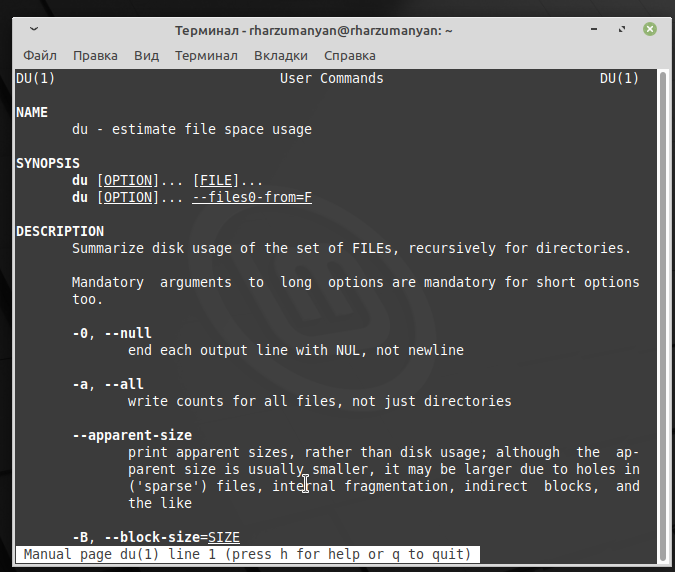 Терминал - rharzumanyan@rharzumanyan: ~
Файл Правка Вид Терминал Вкладки Справка
DU(1) User Commands DU(1)
NAME
du - estimate file space usage
SYNOPSIS
du [OPTION]... [FILE]...
du [OPTION]... --files0-from=F
DESCRIPTION
Summarize disk usage of the set of FILEs, recursively for directories.
Mandatory arguments to long options are mandatory for short options
too.
-0, --null
end each output line with NUL, not newline
-a, --all
write counts for all files, not just directories
--apparent-size
print apparent sizes, rather than disk usage; although the ap-
parent size is usually smaller, it may be larger due to holes in
('sparse') files, internal fragmentation, indirect blocks, and
the like
-B, --block-size=SIZE
Manual page du(1) line 1 (press h for help or q to quit)